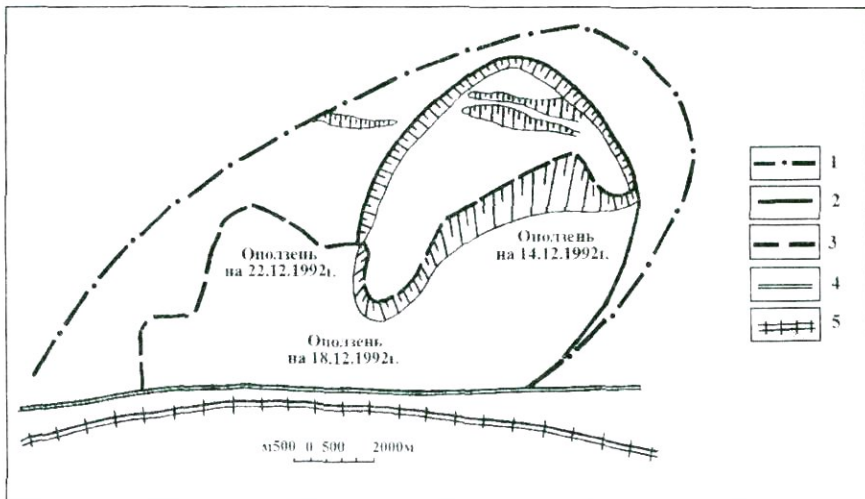 Оползень
на 22.12.1992г.
Оползень
на 14.12.1992г.
Оползень
на 18.12.1992г.
м500 0 500 2000м
1
2
3
4
5